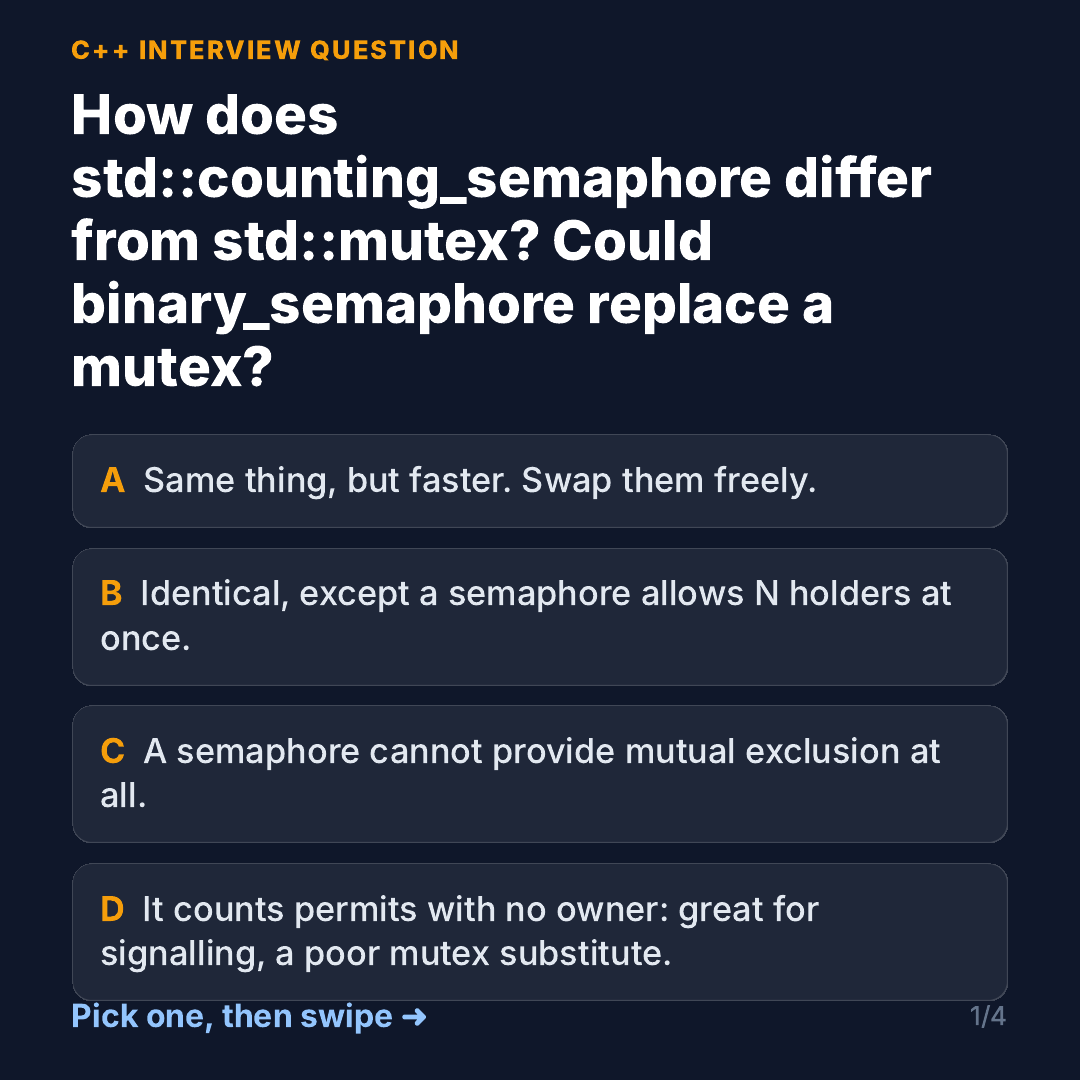 C++ INTERVIEW QUESTION
How does
std::counting_semaphore differ
from std::mutex? Could
binary_semaphore replace a
mutex?
A Same thing, but faster. Swap them freely.
B Identical, except a semaphore allows N holders at
once.
C A semaphore cannot provide mutual exclusion at
all.
D It counts permits with no owner: great for
signalling, a poor mutex substitute.
Pick one, then swipe →
1/4